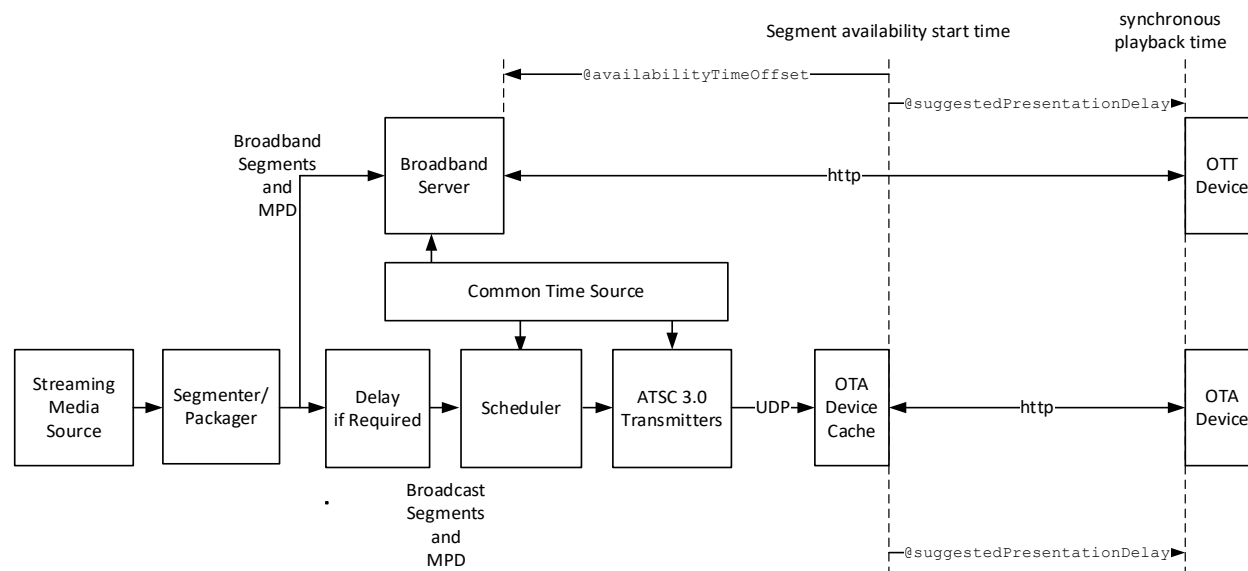 Segment availability start time
synchronous
playback time
@availabilityTimeOffset
@suggestedPresentationDelay
Broadband
Segments
and
MPD
Broadband
Server
http
OTT
Device
Common Time Source
Streaming
Media
Source
Segmenter/
Packager
Delay
if Required
Scheduler
ATSC 3.0
Transmitters
UDP
OTA
Device
Cache
http
OTA
Device
Broadcast
Segments
and
MPD
@suggestedPresentationDelay